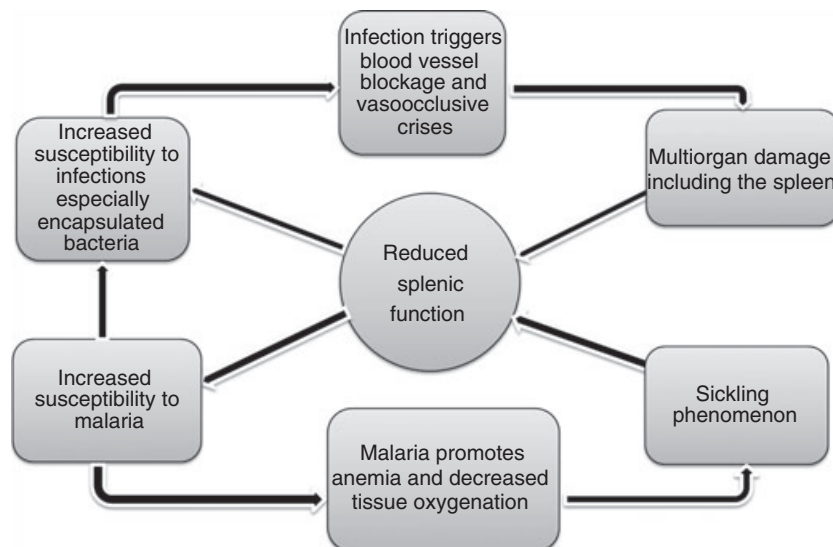 Infection triggers
blood vessel
blockage and
vasoocclusive
crises
Increased
susceptibility to
infections
especially
encapsulated
bacteria
Multiorgan damage
including the spleen
Reduced
splenic
function
Increased
susceptibility to
malaria
Sickling
phenomenon
Malaria promotes
anemia and decreased
tissue oxygenation